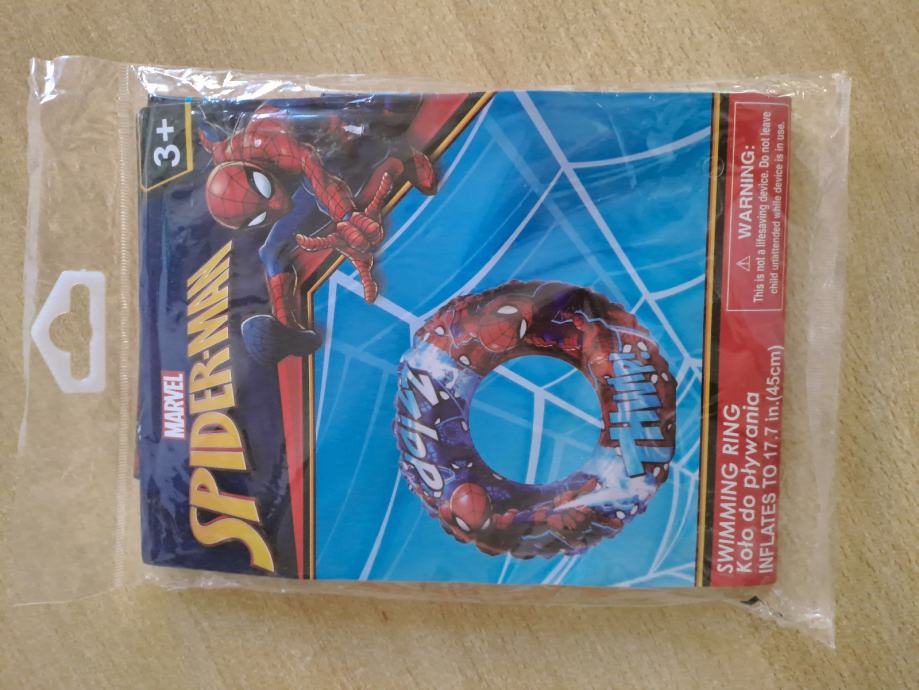 3+
MARVEL
SPIDER-MAN
THWIP!
SWIMMING RING
Koło do pływania
INFLATES TO 17.7 in.(45cm)
⚠ WARNING:
This is not a lifesaving device. Do not leave
child unattended while device is in use.